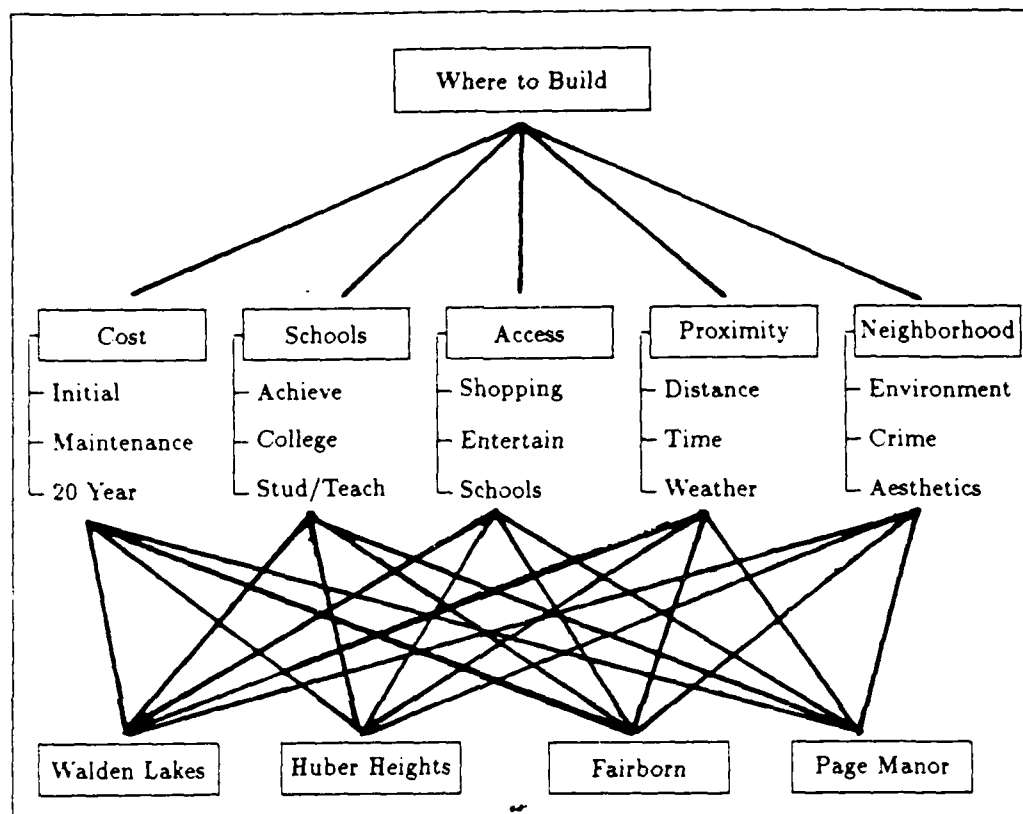 Where to Build
Cost Schools Access Proximity Neighborhood
Initial Achieve Shopping Distance Environment
Maintenance College Entertain Time Crime
20 Year Stud/Teach Schools Weather Aesthetics
Walden Lakes Huber Heights Fairborn Page Manor